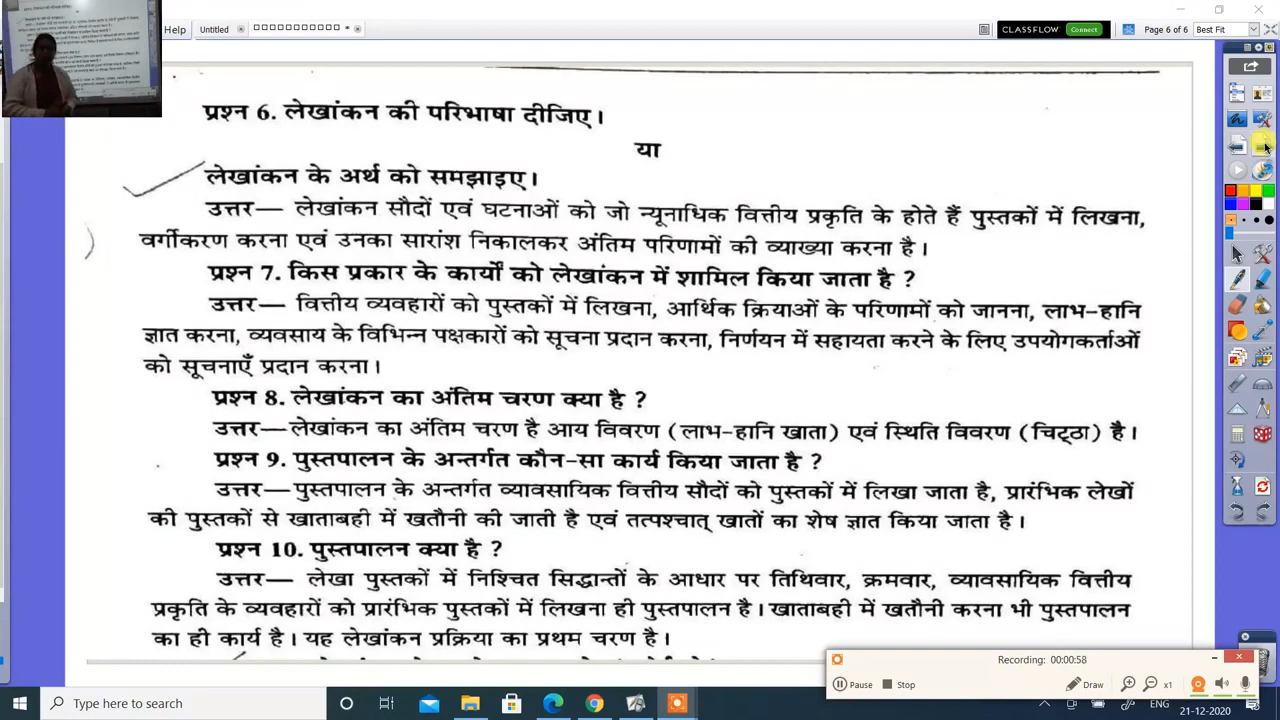 Help
Untitled
CLASSFLOW Connect
Page 6 of 6 Best Fit
प्रश्न 6. लेखांकन की परिभाषा दीजिए।
या
लेखांकन के अर्थ को समझाइए।
उत्तर— लेखांकन सौदों एवं घटनाओं को जो न्यूनाधिक वित्तीय प्रकृति के होते हैं पुस्तकों में लिखना,
वर्गीकरण करना एवं उनका सारांश निकालकर अंतिम परिणामों की व्याख्या करना है।
प्रश्न 7. किस प्रकार के कार्यों को लेखांकन में शामिल किया जाता है ?
उत्तर— वित्तीय व्यवहारों को पुस्तकों में लिखना, आर्थिक क्रियाओं के परिणामों को जानना, लाभ-हानि
ज्ञात करना, व्यवसाय के विभिन्न पक्षकारों को सूचना प्रदान करना, निर्णयन में सहायता करने के लिए उपयोगकर्ताओं
को सूचनाएँ प्रदान करना।
प्रश्न 8. लेखांकन का अंतिम चरण क्या है ?
उत्तर—लेखांकन का अंतिम चरण है आय विवरण (लाभ-हानि खाता) एवं स्थिति विवरण (चिट्ठा) है।
प्रश्न 9. पुस्तपालन के अन्तर्गत कौन-सा कार्य किया जाता है ?
उत्तर—पुस्तपालन के अन्तर्गत व्यावसायिक वित्तीय सौदों को पुस्तकों में लिखा जाता है, प्रारंभिक लेखों
की पुस्तकों से खाताबही में खतौनी की जाती है एवं तत्पश्चात् खातों का शेष ज्ञात किया जाता है।
प्रश्न 10. पुस्तपालन क्या है ?
उत्तर— लेखा पुस्तकों में निश्चित सिद्धान्तों के आधार पर तिथिवार, क्रमवार, व्यावसायिक वित्तीय
प्रकृति के व्यवहारों को प्रारंभिक पुस्तकों में लिखना ही पुस्तपालन है। खाताबही में खतौनी करना भी पुस्तपालन
का ही कार्य है। यह लेखांकन प्रक्रिया का प्रथम चरण है।
Recording: 00:00:58
Pause Stop Draw x1
Type here to search
ENG
21-12-2020